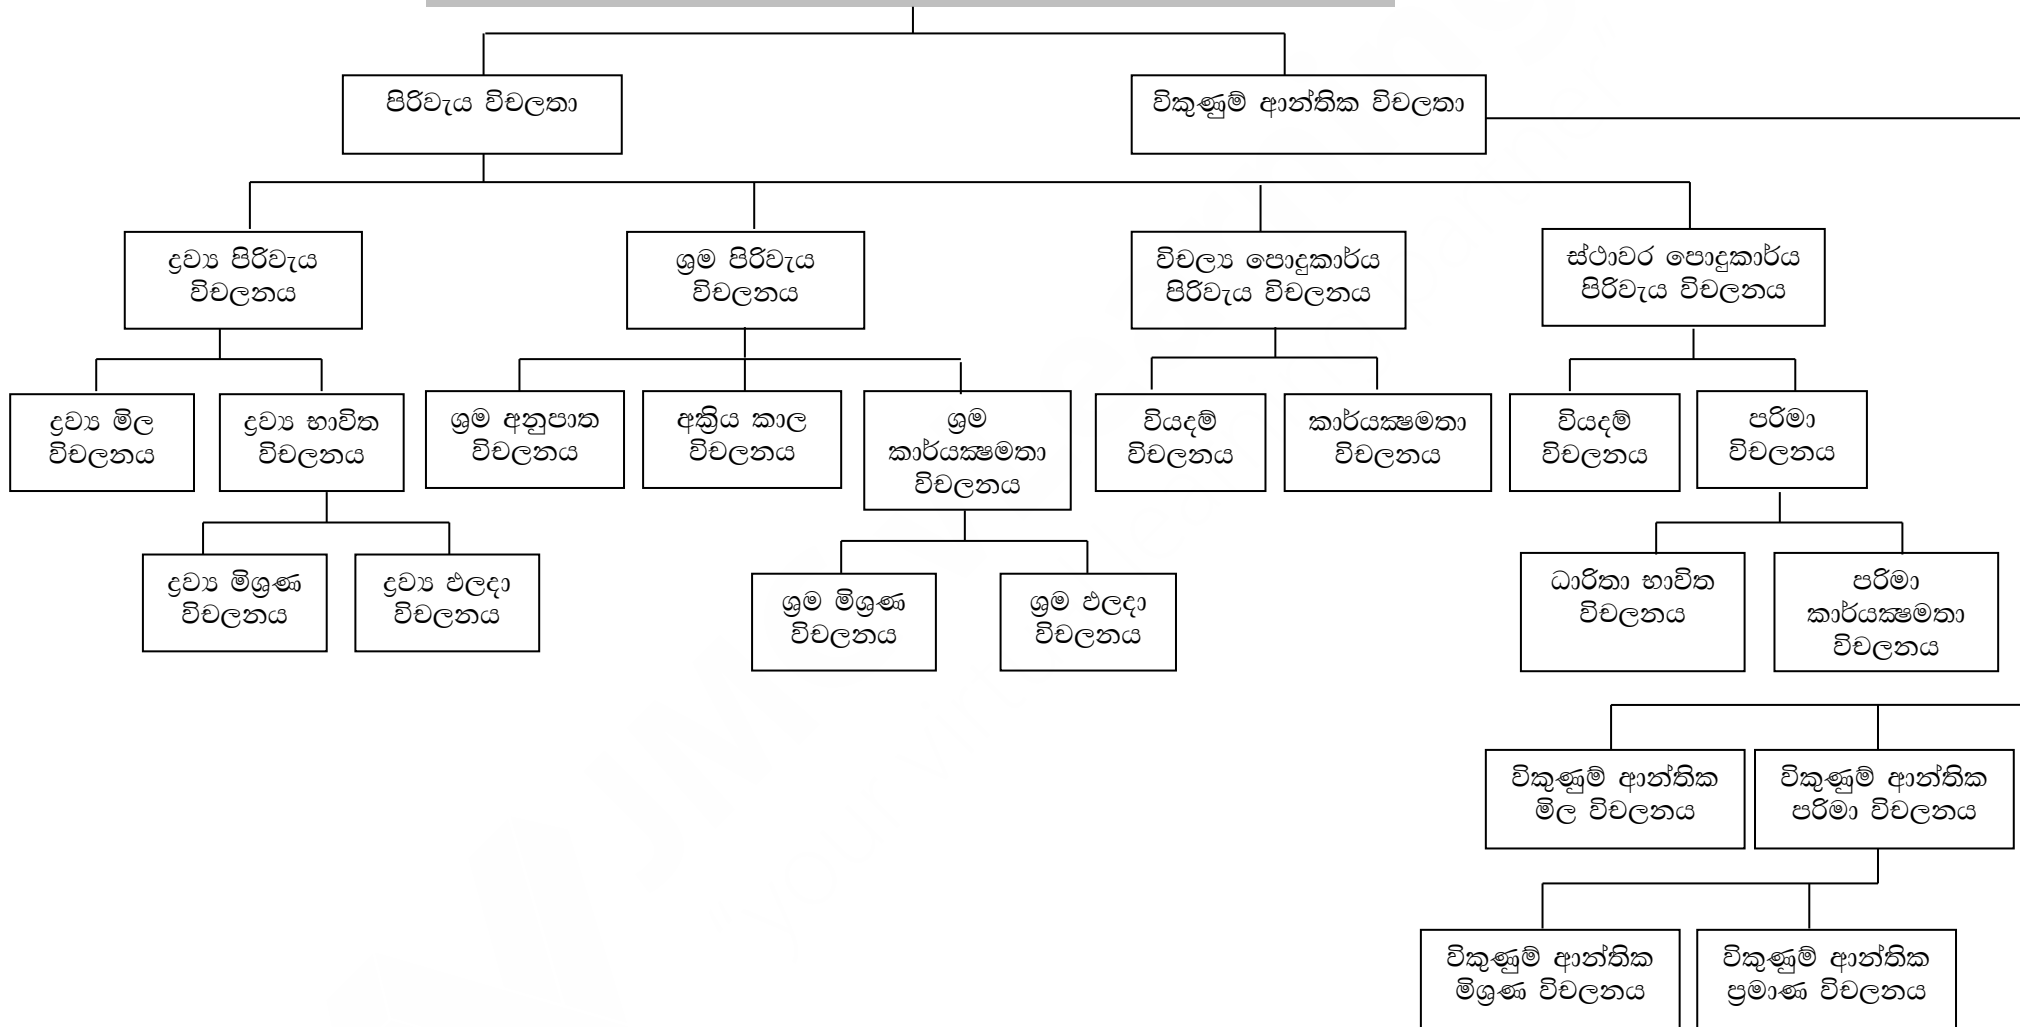 පිරිවැය විචලතා
විකුණුම් ආන්තික විචලතා
ද්‍රව්‍ය පිරිවැය
විචලනය
ශ්‍රම පිරිවැය
විචලනය
විචල්‍ය පොදුකාර්ය
පිරිවැය විචලනය
ස්ථාවර පොදුකාර්ය
පිරිවැය විචලනය
ද්‍රව්‍ය මිල
විචලනය
ද්‍රව්‍ය භාවිත
විචලනය
ශ්‍රම අනුපාත
විචලනය
අක්‍රිය කාල
විචලනය
ශ්‍රම
කාර්යක්‍ෂමතා
විචලනය
වියදම්
විචලනය
කාර්යක්‍ෂමතා
විචලනය
වියදම්
විචලනය
පරිමා
විචලනය
ද්‍රව්‍ය මිශ්‍රණ
විචලනය
ද්‍රව්‍ය ඵලදා
විචලනය
ශ්‍රම මිශ්‍රණ
විචලනය
ශ්‍රම ඵලදා
විචලනය
ධාරිතා භාවිත
විචලනය
පරිමා
කාර්යක්‍ෂමතා
විචලනය
විකුණුම් ආන්තික
මිල විචලනය
විකුණුම් ආන්තික
පරිමා විචලනය
විකුණුම් ආන්තික
මිශ්‍රණ විචලනය
විකුණුම් ආන්තික
ප්‍රමාණ විචලනය